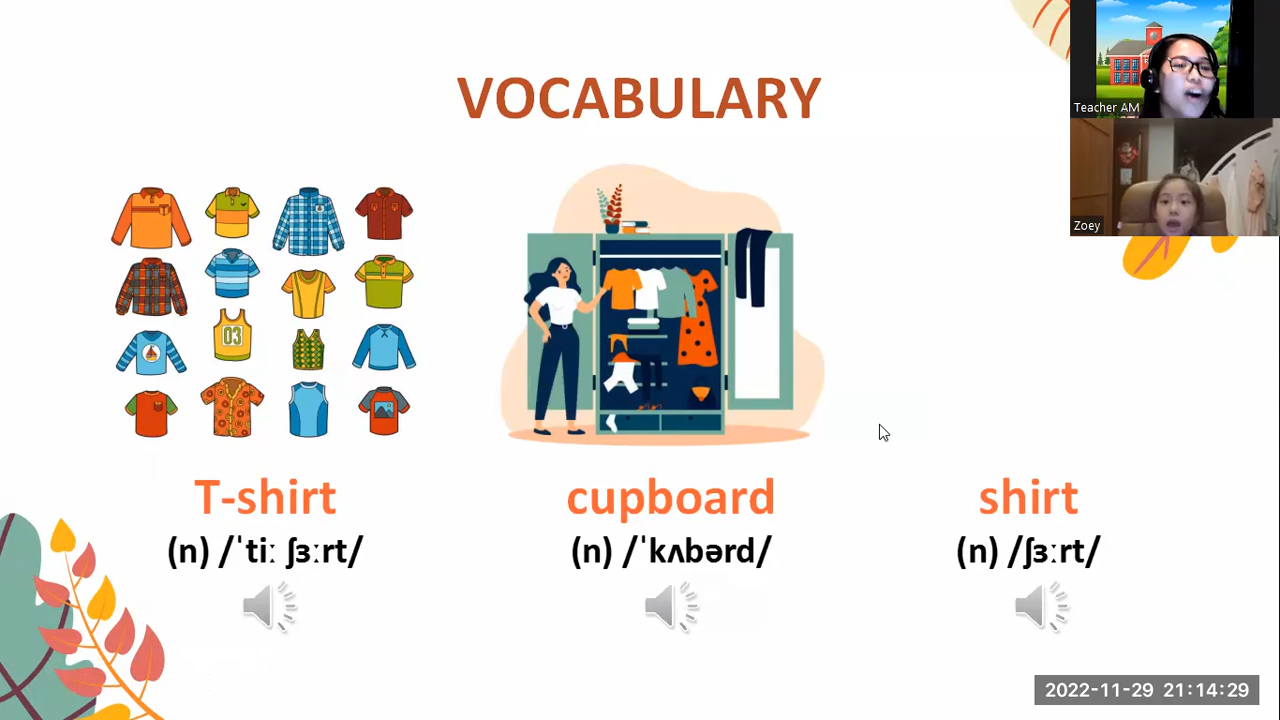 VOCABULARY
Teacher AM
Zoey
03
T-shirt
(n) /ˈtiː ʃɜːrt/
cupboard
(n) /ˈkʌbərd/
shirt
(n) /ʃɜːrt/
2022-11-29 21:14:29